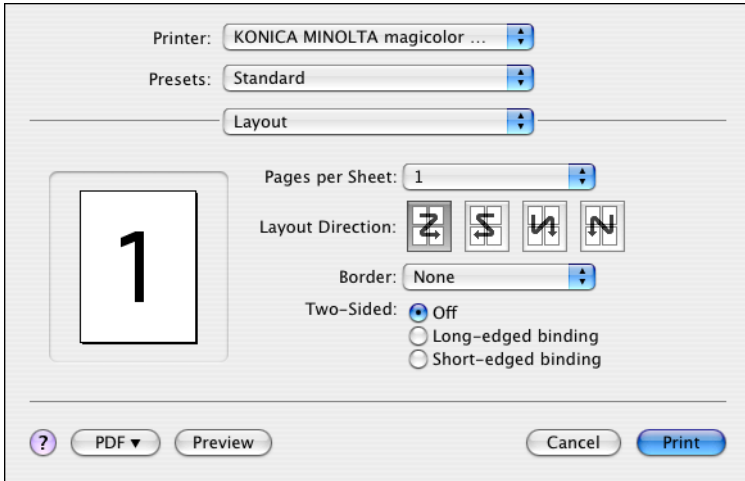 Printer: KONICA MINOLTA magicolor ...
Presets: Standard
Layout
Pages per Sheet: 1
1
Layout Direction:
Border: None
Two-Sided: Off
Long-edged binding
Short-edged binding
? PDF▼ Preview Cancel Print